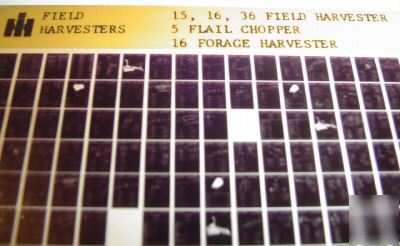 IH FIELD HARVESTERS
15, 16, 36 FIELD HARVESTER
5 FLAIL CHOPPER
16 FORAGE HARVESTER